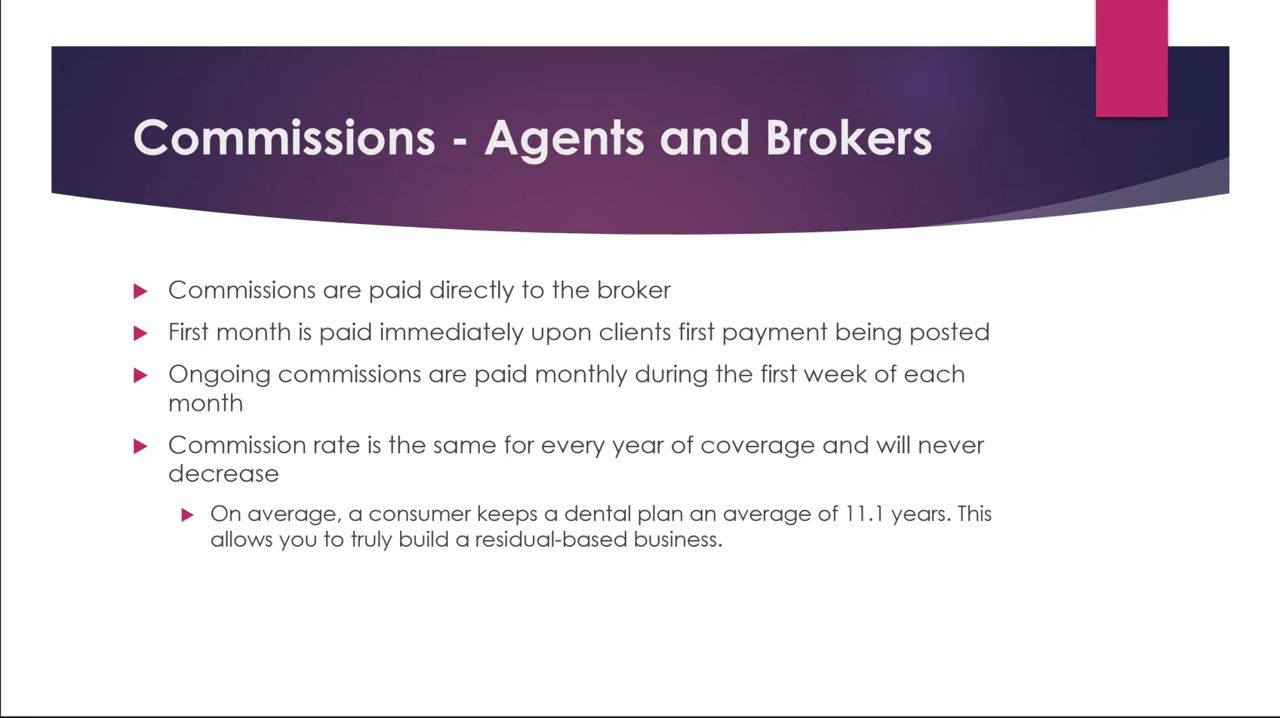 Commissions - Agents and Brokers
Commissions are paid directly to the broker
First month is paid immediately upon clients first payment being posted
Ongoing commissions are paid monthly during the first week of each
month
Commission rate is the same for every year of coverage and will never
decrease
On average, a consumer keeps a dental plan an average of 11.1 years. This
allows you to truly build a residual-based business.